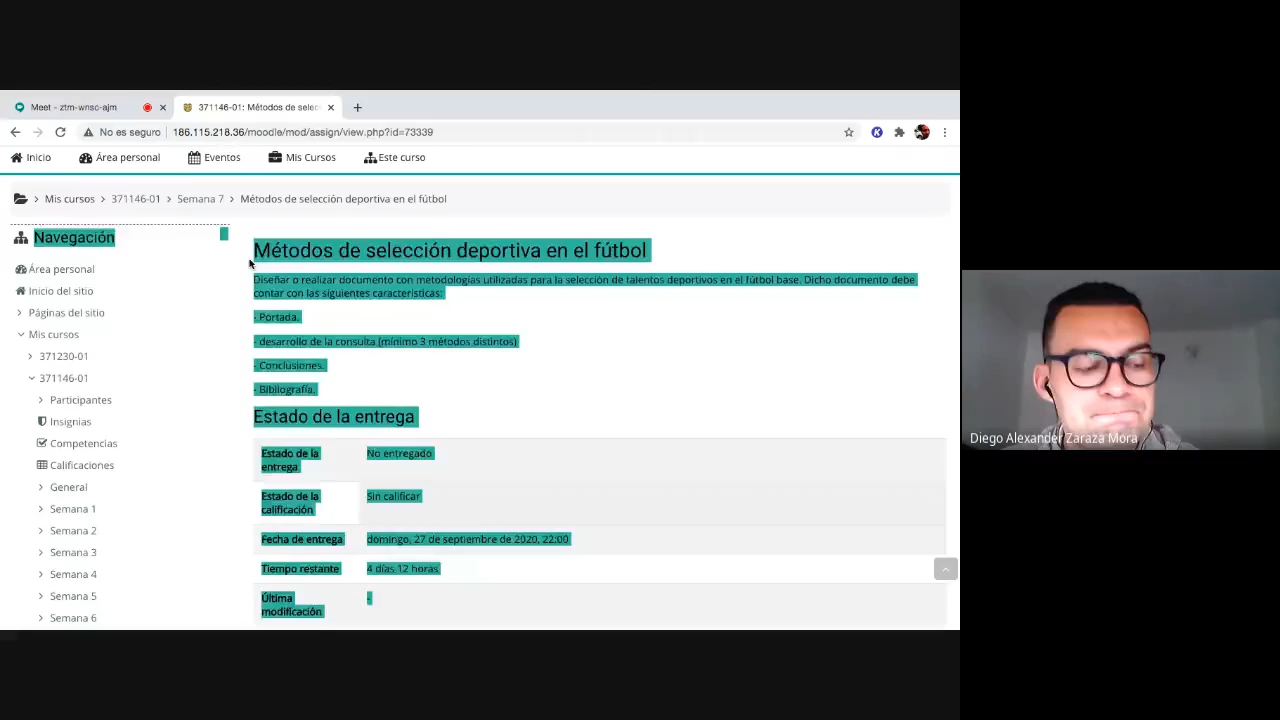 Meet - ztm-wnsc-ajm
371146-01: Métodos de selec
No es seguro
186.115.218.36/moodle/mod/assign/view.php?id=73339
Inicio Área personal Eventos Mis Cursos Este curso
Mis cursos > 371146-01 > Semana 7 > Métodos de selección deportiva en el fútbol
Navegación
Área personal
Inicio del sitio
Páginas del sitio
Mis cursos
371230-01
371146-01
Participantes
Insignias
Competencias
Calificaciones
General
Semana 1
Semana 2
Semana 3
Semana 4
Semana 5
Semana 6
Métodos de selección deportiva en el fútbol
Diseñar o realizar documento con metodologías utilizadas para la selección de talentos deportivos en el fútbol base. Dicho documento debe
contar con las siguientes características:
- Portada.
- desarrollo de la consulta (mínimo 3 métodos distintos)
- Conclusiones.
- Bibliografía.
Estado de la entrega
Estado de la
entrega
No entregado
Estado de la
calificación
Sin calificar
Fecha de entrega domingo, 27 de septiembre de 2020, 22:00
Tiempo restante 4 días 12 horas
Última
modificación
-
Diego Alexander Zaraza Mora